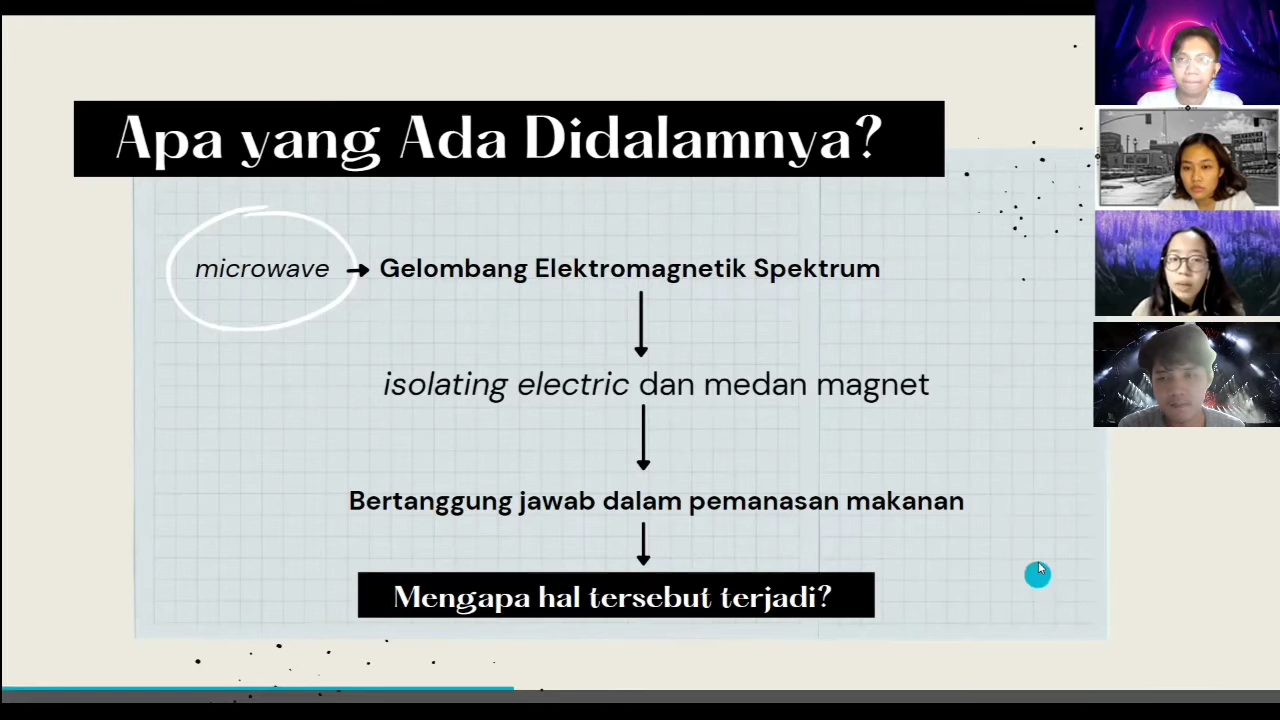 Apa yang Ada Didalamnya?
microwave → Gelombang Elektromagnetik Spektrum
isolating electric dan medan magnet
Bertanggung jawab dalam pemanasan makanan
Mengapa hal tersebut terjadi?